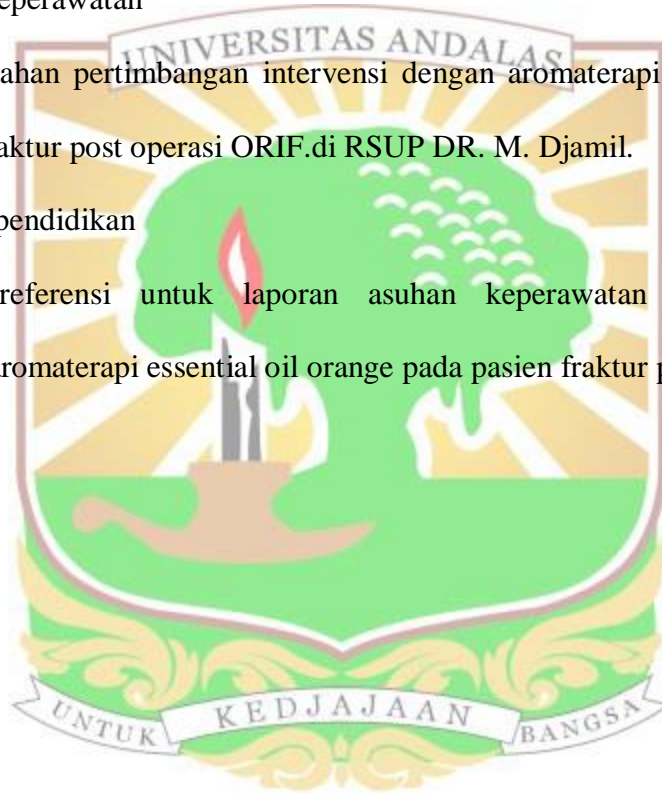 eperawatan
UNIVERSITAS ANDALAS
ahan pertimbangan intervensi dengan aromaterapi
aktur post operasi ORIF.di RSUP DR. M. Djamil.
pendidikan
referensi untuk laporan asuhan keperawatan
aromaterapi essential oil orange pada pasien fraktur p
UNTUK KEDJAJAAN BANGSA